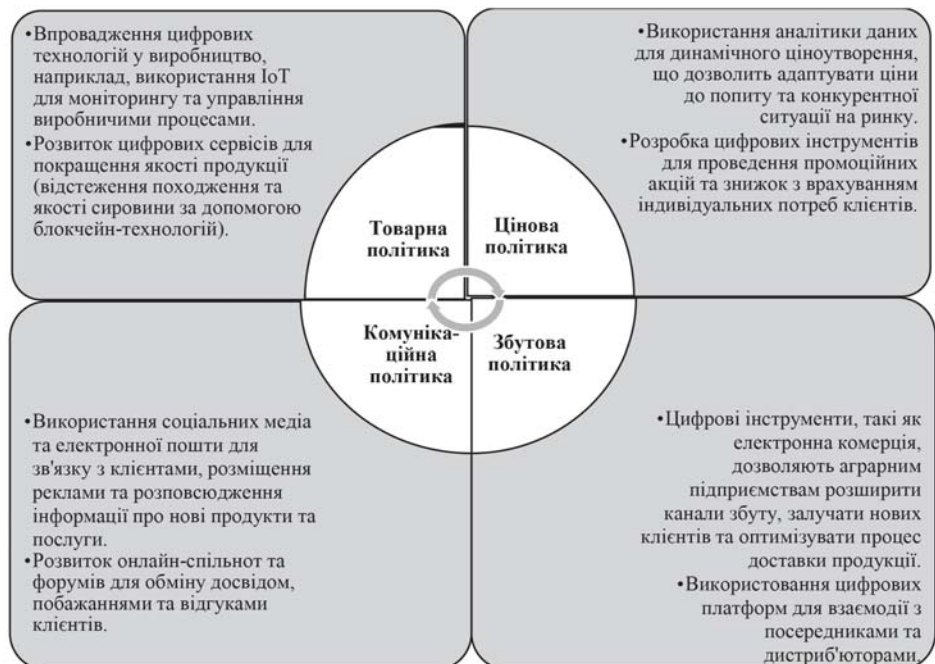 •Впровадження цифрових
технологій у виробництво,
наприклад, використання IoT
для моніторингу та управління
виробничими процесами.
•Розвиток цифрових сервісів для
покращення якості продукції
(відстеження походження та
якості сировини за допомогою
блокчейн-технологій).
•Використання аналітики даних
для динамічного ціноутворення,
що дозволить адаптувати ціни
до попиту та конкурентної
ситуації на ринку.
•Розробка цифрових інструментів
для проведення промоційних
акцій та знижок з врахуванням
індивідуальних потреб клієнтів.
Товарна
політика
Цінова
політика
Комуніка-
ційна
політика
Збутова
політика
•Використання соціальних медіа
та електронної пошти для
зв'язку з клієнтами, розміщення
реклами та розповсюдження
інформації про нові продукти та
послуги.
•Розвиток онлайн-спільнот та
форумів для обміну досвідом,
побажаннями та відгуками
клієнтів.
•Цифрові інструменти, такі як
електронна комерція,
дозволяють аграрним
підприємствам розширити
канали збуту, залучати нових
клієнтів та оптимізувати процес
доставки продукції.
•Використовання цифрових
платформ для взаємодії з
посередниками та
дистриб'юторами.